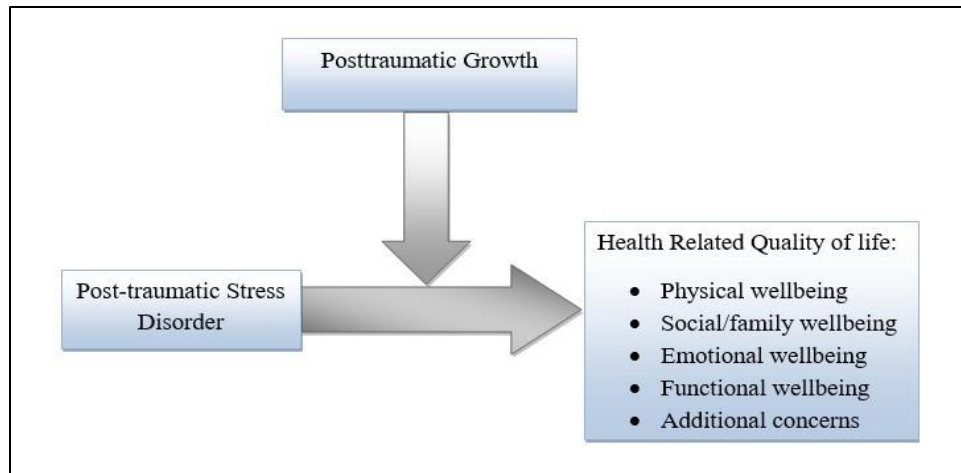 Posttraumatic Growth
Post-traumatic Stress
Disorder
Health Related Quality of life:
• Physical wellbeing
• Social/family wellbeing
• Emotional wellbeing
• Functional wellbeing
• Additional concerns